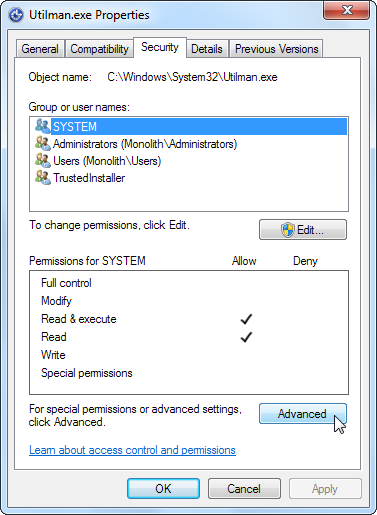 Utilman.exe Properties
General Compatibility Security Details Previous Versions
Object name: C:\Windows\System32\Utilman.exe
Group or user names:
SYSTEM
Administrators (Monolith\Administrators)
Users (Monolith\Users)
TrustedInstaller
To change permissions, click Edit.
Edit...
Permissions for SYSTEM Allow Deny
Full control
Modify
Read & execute
Read
Write
Special permissions
For special permissions or advanced settings,
click Advanced.
Advanced
Learn about access control and permissions
OK Cancel Apply